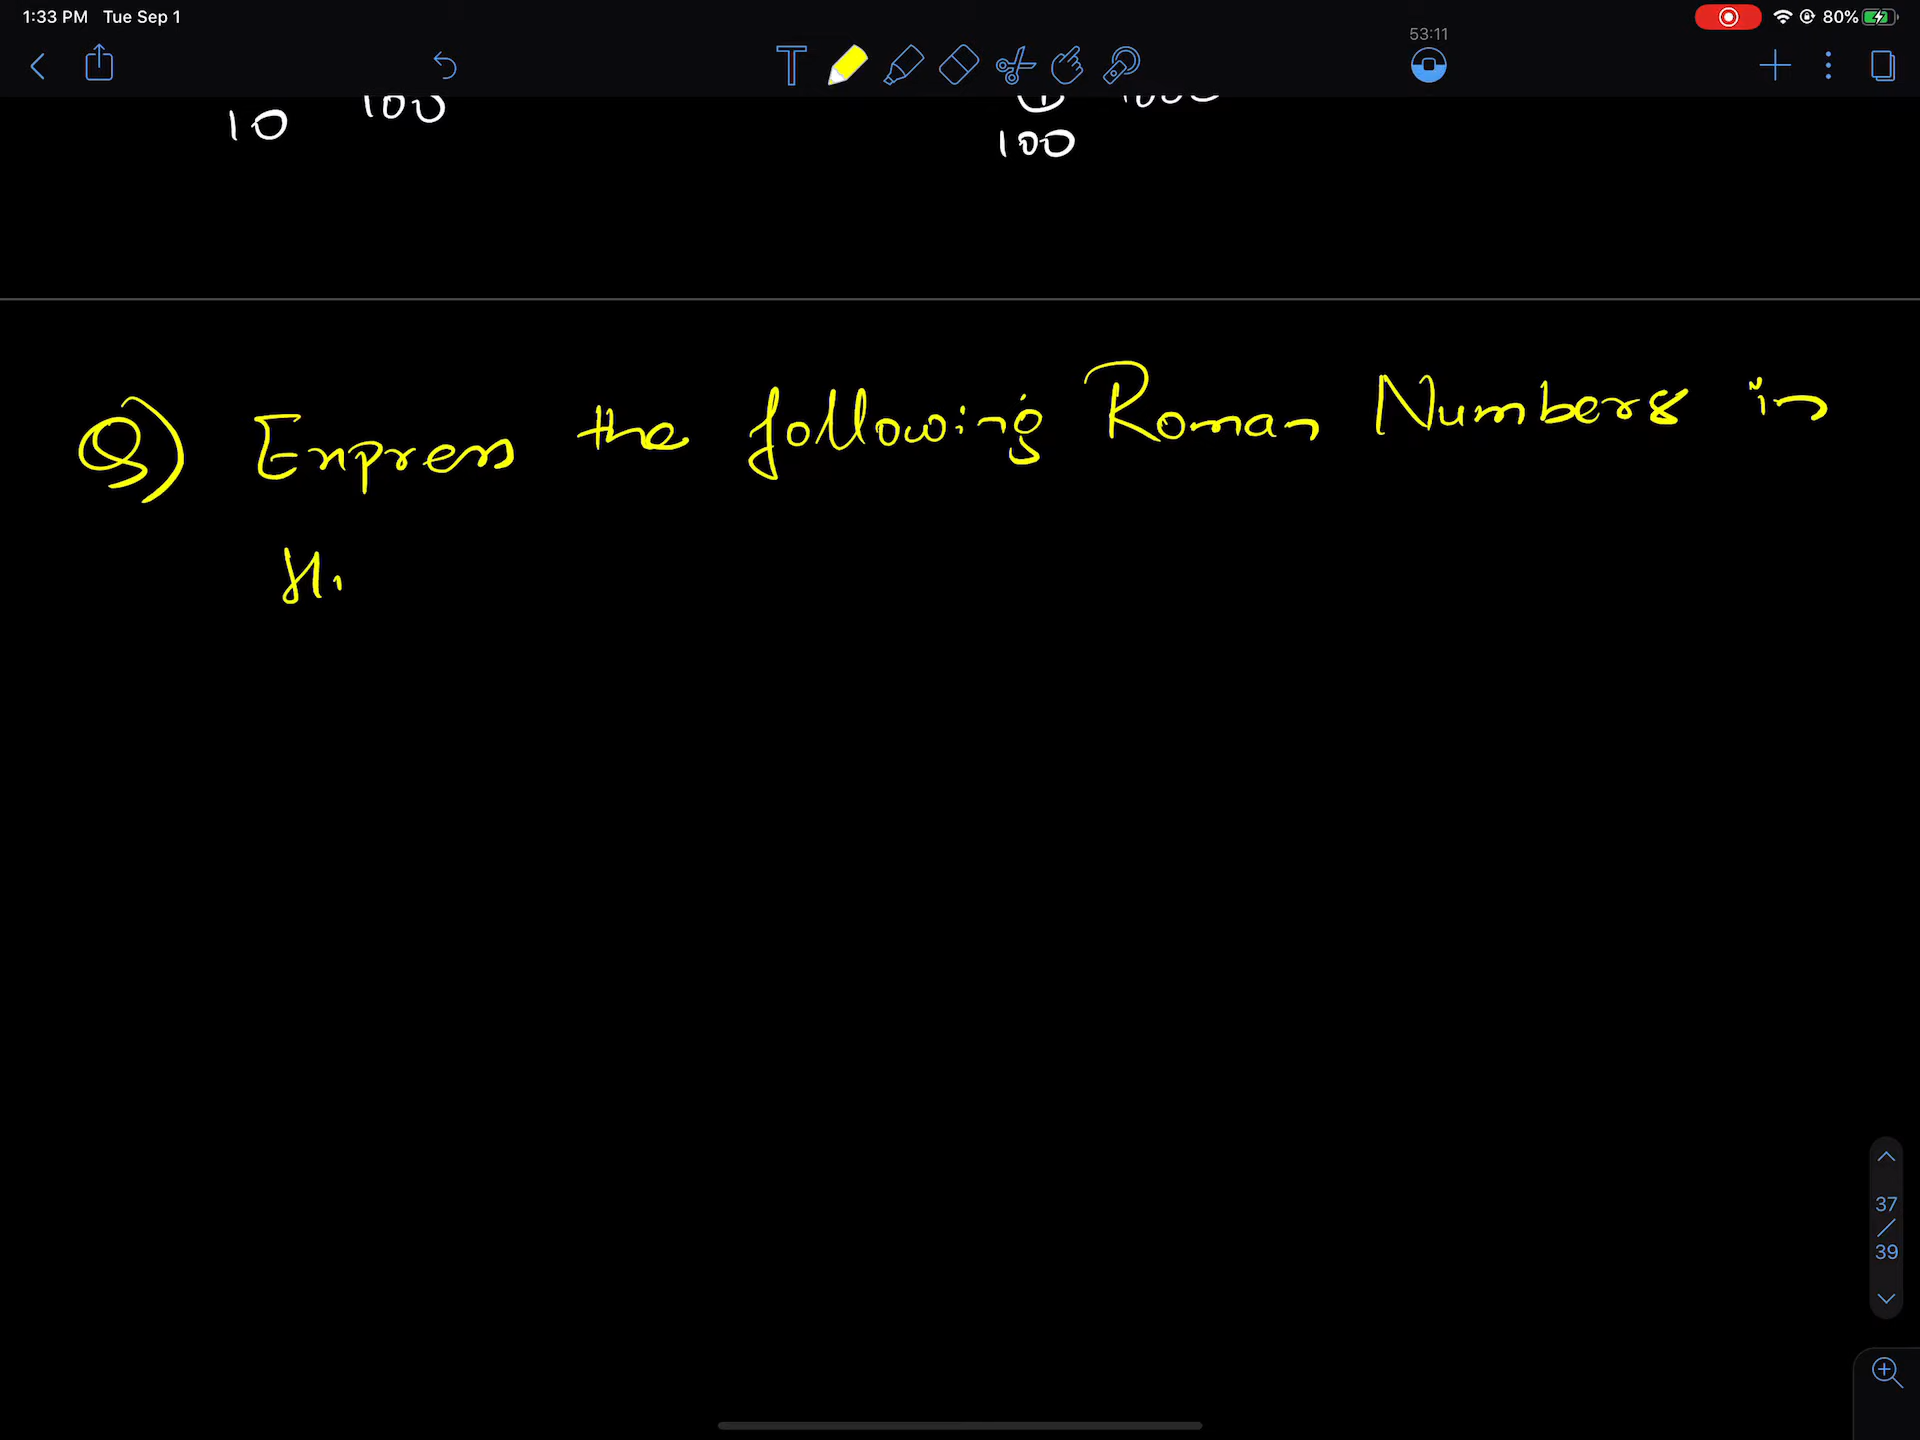 1:33 PM Tue Sep 1
80%
53:11
10 100
100
Q) Express the following Roman Numbers in
Hi
37
39